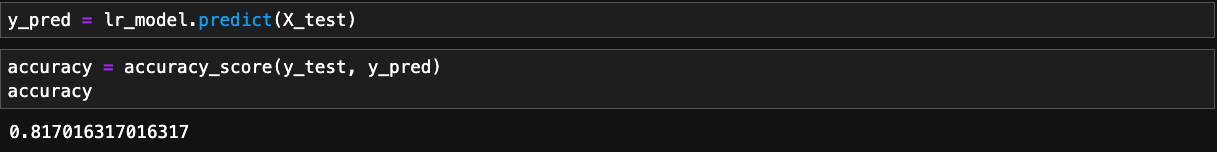 y_pred = lr_model.predict(X_test)
accuracy = accuracy_score(y_test, y_pred)
accuracy
0.817016317016317